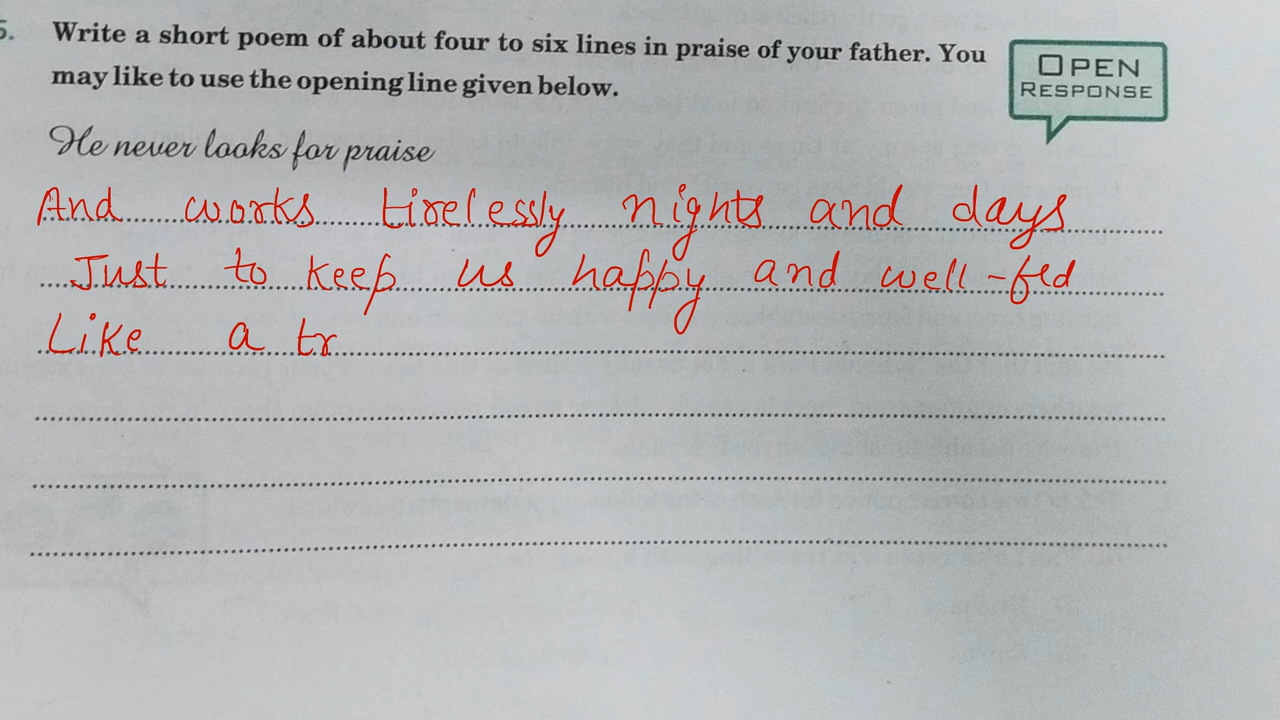 5. Write a short poem of about four to six lines in praise of your father. You
may like to use the opening line given below.
OPEN
RESPONSE
He never looks for praise
And works tirelessly nights and days
Just to keep us happy and well-fed
Like a tr